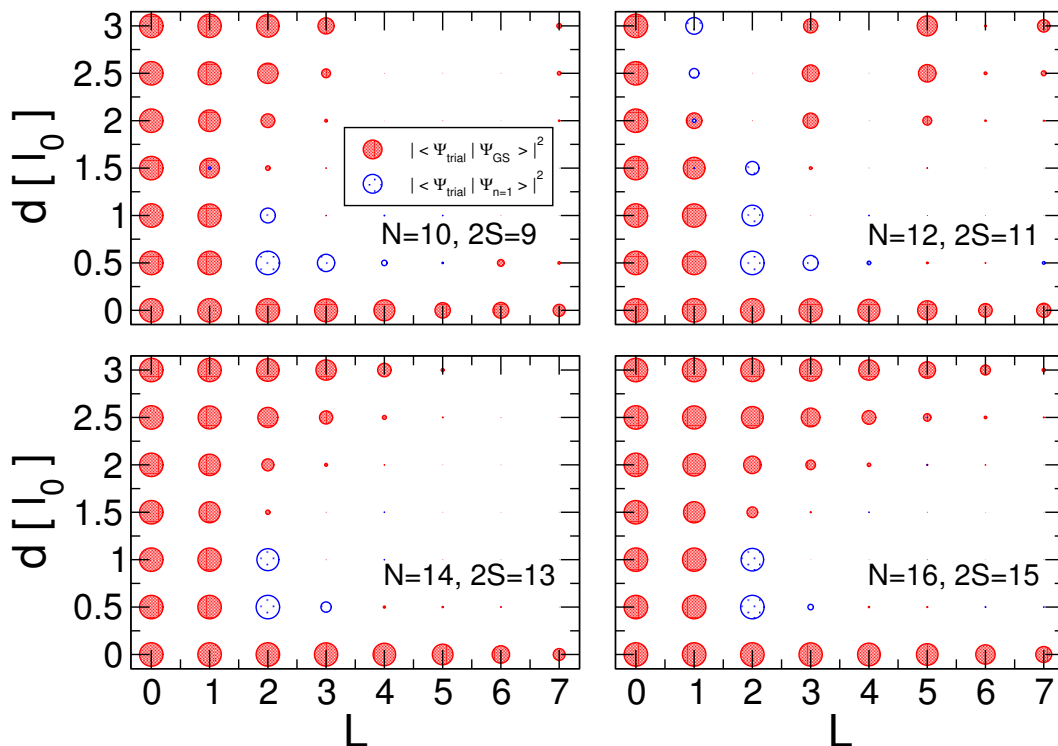 3
2.5
2
1.5
1
0.5
0
d [ l0 ]
| < Ψtrial | ΨGS > |^2
| < Ψtrial | Ψn=1 > |^2
N=10, 2S=9
N=12, 2S=11
3
2.5
2
1.5
1
0.5
0
d [ l0 ]
N=14, 2S=13
N=16, 2S=15
0 1 2 3 4 5 6 7
0 1 2 3 4 5 6 7
L
L